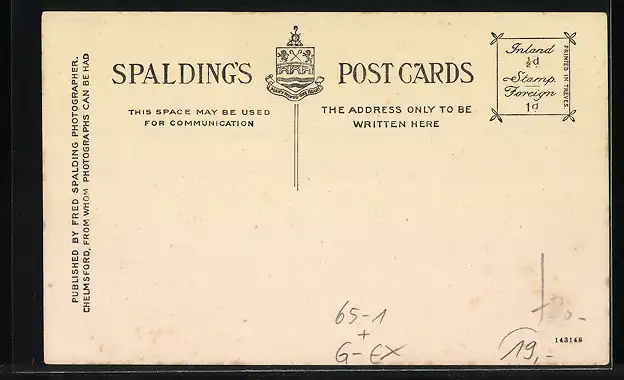 PUBLISHED BY FRED SPALDING PHOTOGRAPHER.
CHELMSFORD, FROM WHOM PHOTOGRAPHS CAN BE HAD
SPALDING'S POST CARDS
THIS SPACE MAY BE USED
FOR COMMUNICATION
THE ADDRESS ONLY TO BE
WRITTEN HERE
Inland
½d
Stamp
Foreign
1d
PRINTED IN TREVES
65-1
+
G-EX
19,-
143148